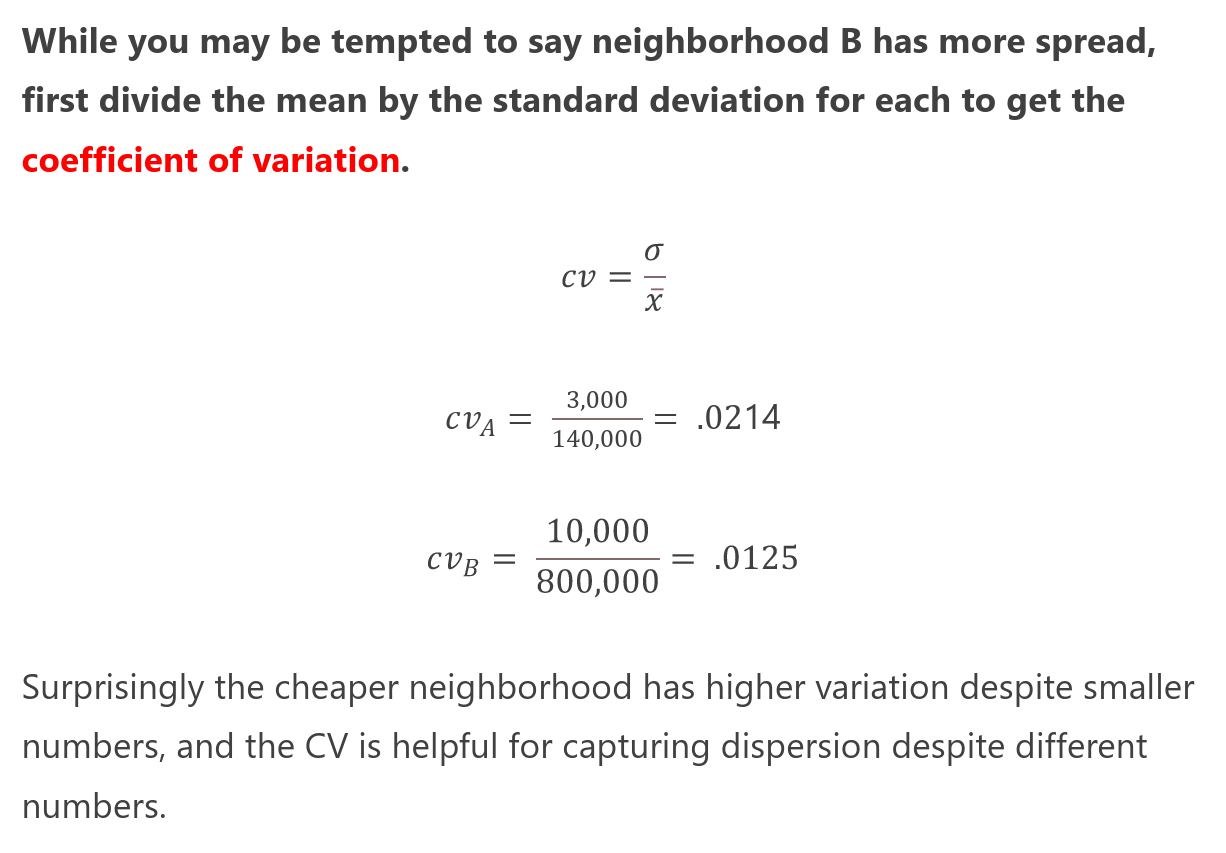 While you may be tempted to say neighborhood B has more spread,
first divide the mean by the standard deviation for each to get the
coefficient of variation.
cv = σ / x̄
cv_A = 3,000 / 140,000 = .0214
cv_B = 10,000 / 800,000 = .0125
Surprisingly the cheaper neighborhood has higher variation despite smaller
numbers, and the CV is helpful for capturing dispersion despite different
numbers.